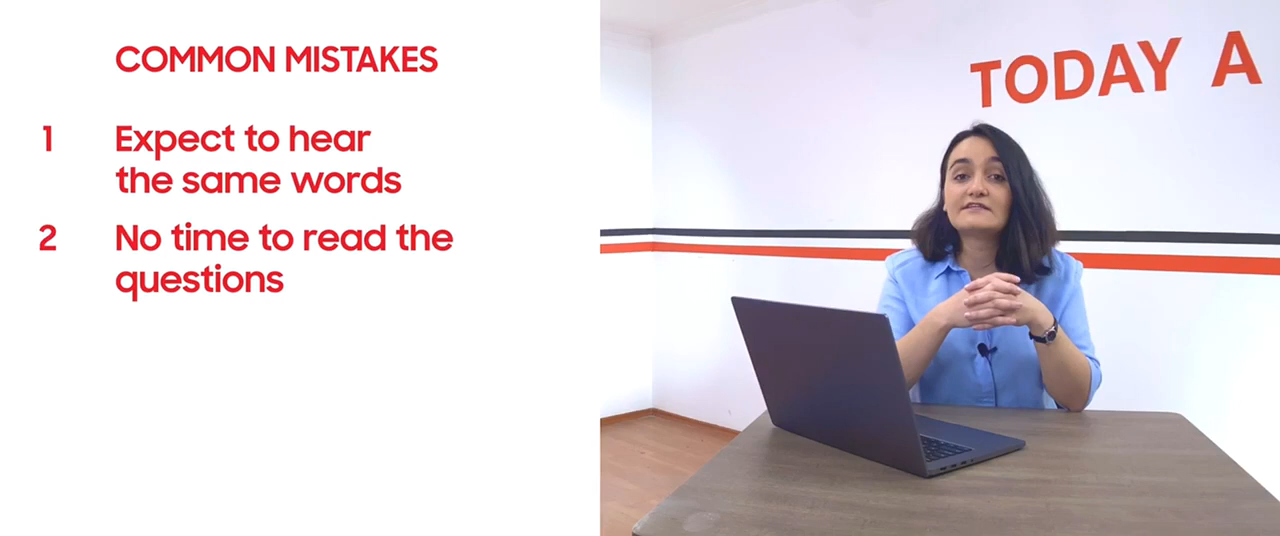 COMMON MISTAKES
1 Expect to hear
the same words
2 No time to read the
questions
TODAY A